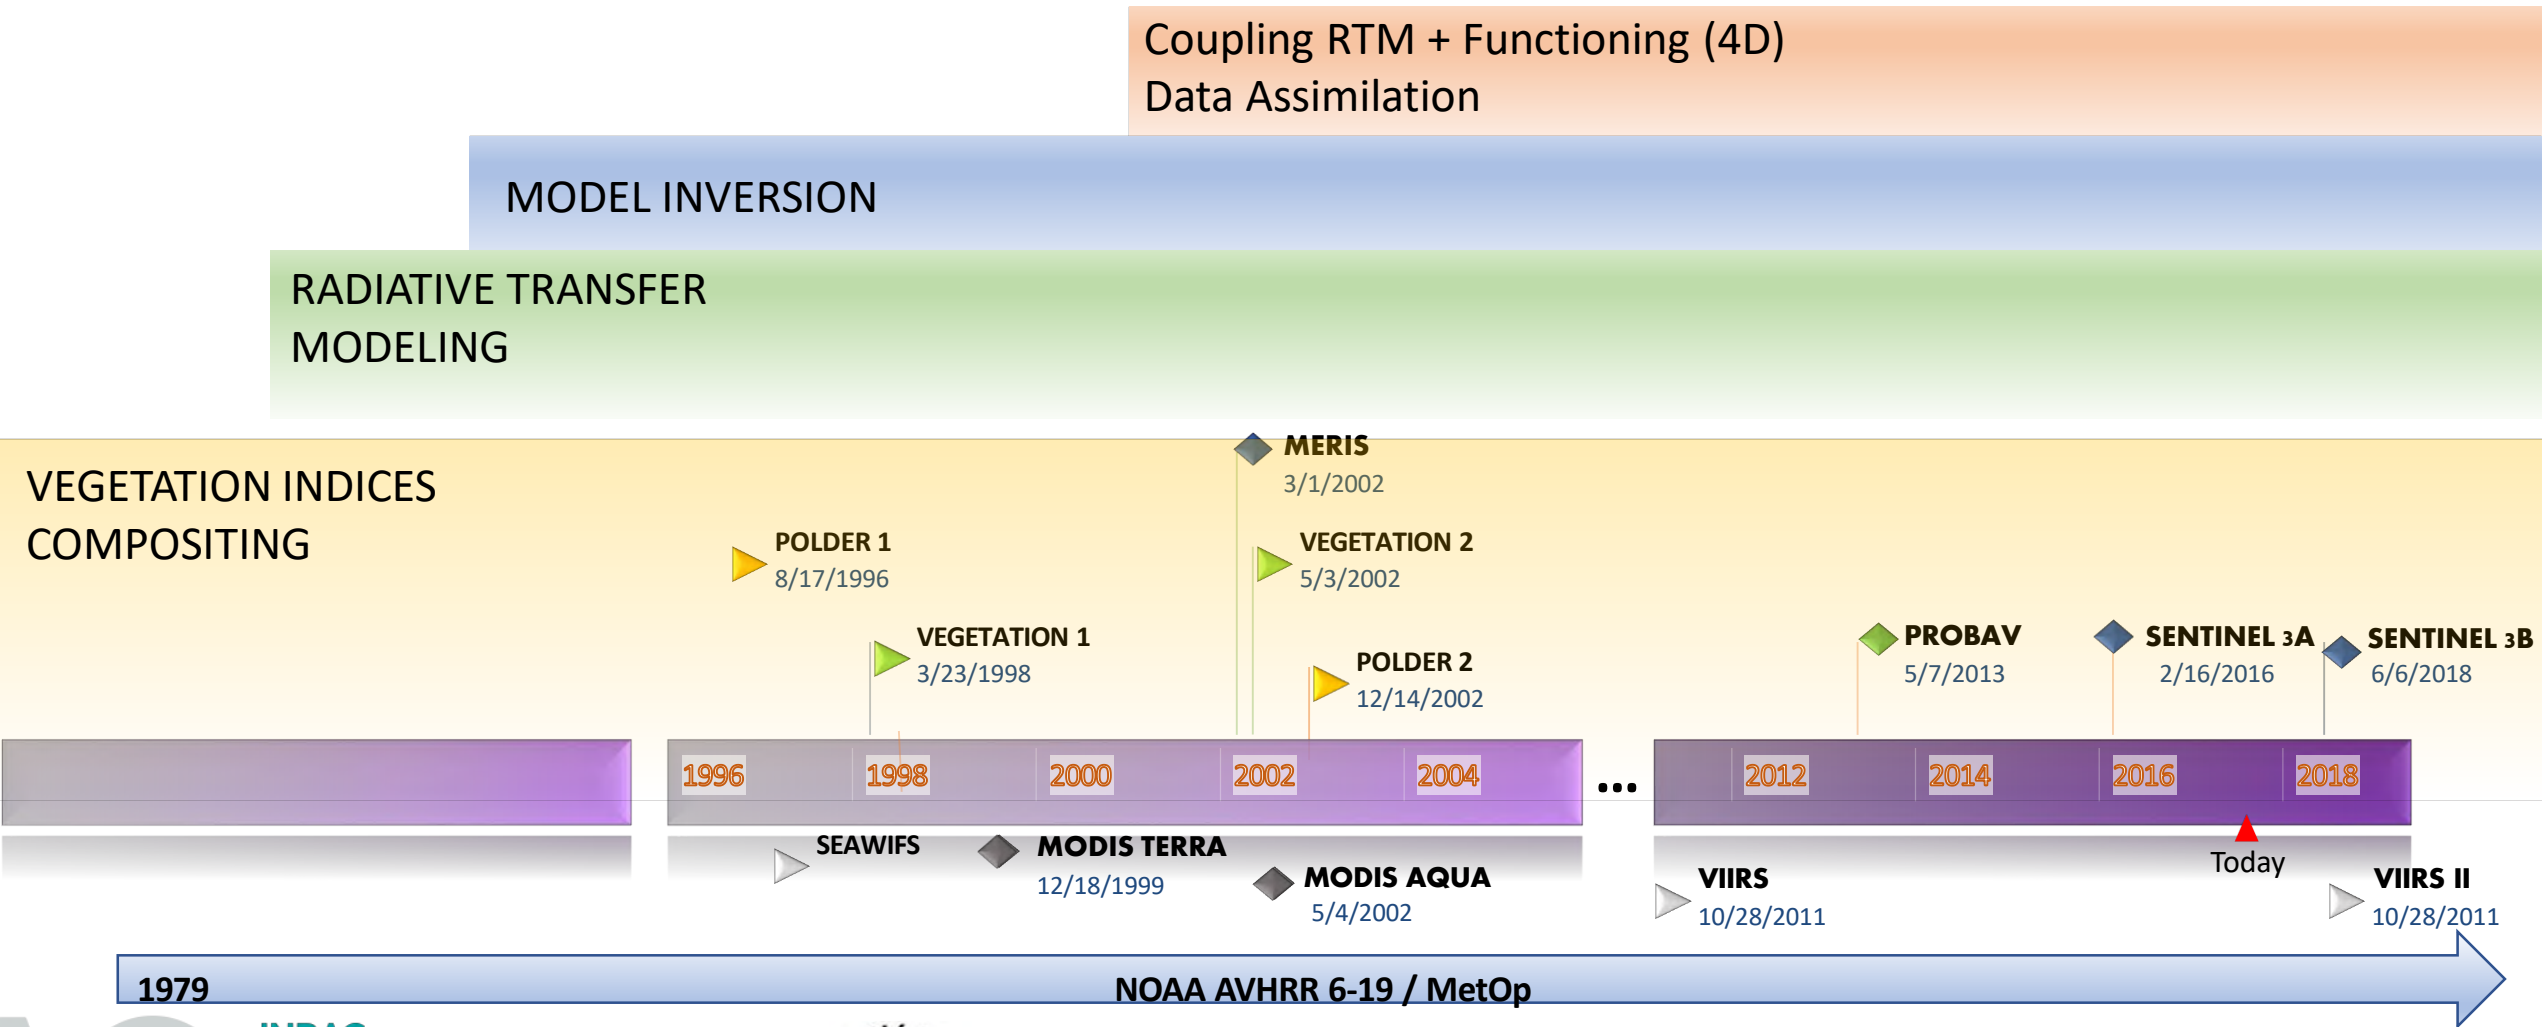 Coupling RTM + Functioning (4D)
Data Assimilation
MODEL INVERSION
RADIATIVE TRANSFER
MODELING
VEGETATION INDICES
COMPOSITING
MERIS
3/1/2002
POLDER 1
8/17/1996
VEGETATION 2
5/3/2002
VEGETATION 1
3/23/1998
POLDER 2
12/14/2002
PROBAV
5/7/2013
SENTINEL 3A
2/16/2016
SENTINEL 3B
6/6/2018
1996 1998 2000 2002 2004 ... 2012 2014 2016 2018
SEAWIFS
MODIS TERRA
12/18/1999
MODIS AQUA
5/4/2002
VIIRS
10/28/2011
Today
VIIRS II
10/28/2011
1979 NOAA AVHRR 6-19 / MetOp